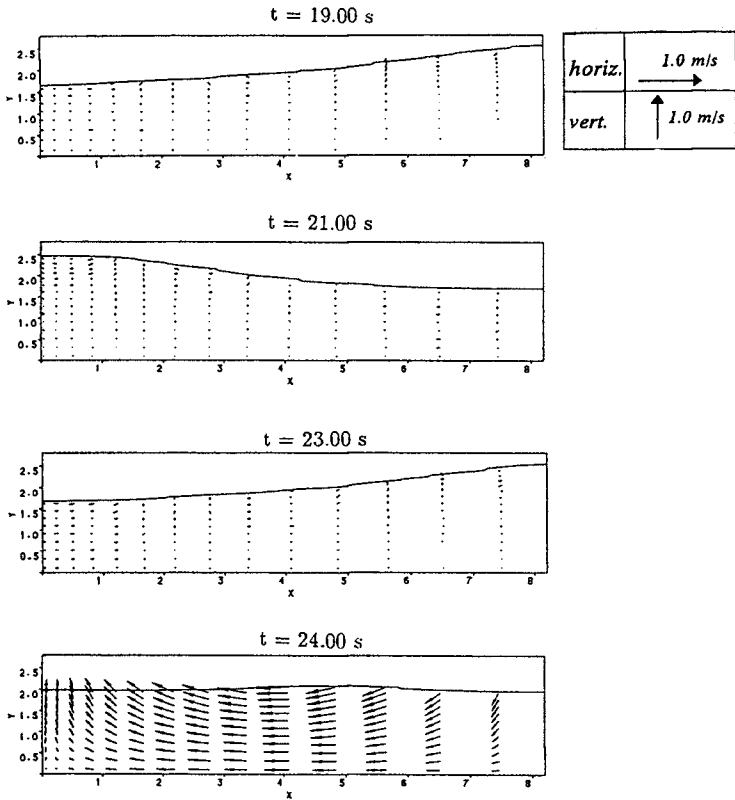 t = 19.00 s
2.5
2.0
1.5
1.0
0.5
Y
1 2 3 4 5 6 7 8
X
horiz. 1.0 m/s
vert. 1.0 m/s
t = 21.00 s
2.5
2.0
1.5
1.0
0.5
Y
1 2 3 4 5 6 7 8
X
t = 23.00 s
2.5
2.0
1.5
1.0
0.5
Y
1 2 3 4 5 6 7 8
X
t = 24.00 s
2.5
2.0
1.5
1.0
0.5
Y
1 2 3 4 5 6 7 8
X